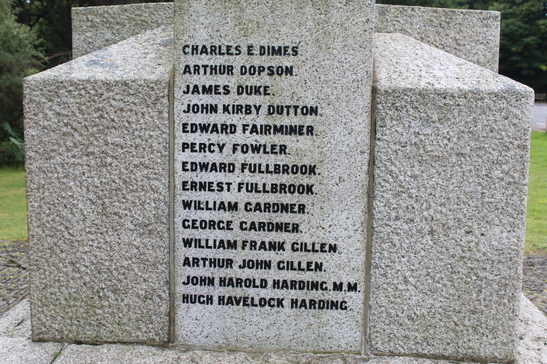 CHARLES E. DIMES.
ARTHUR DOPSON.
JAMES DUKE.
JOHN KIRBY DUTTON.
EDWARD FAIRMINER.
PERCY FOWLER.
EDWARD FULLBROOK.
ERNEST FULLBROOK.
WILLIAM GARDNER.
GEORGE GARDNER.
WILLIAM FRANK GILLEN.
ARTHUR JOHN GILLEN.
JOHN HAROLD HARDING. M.M.
HUGH HAVELOCK HARDING.